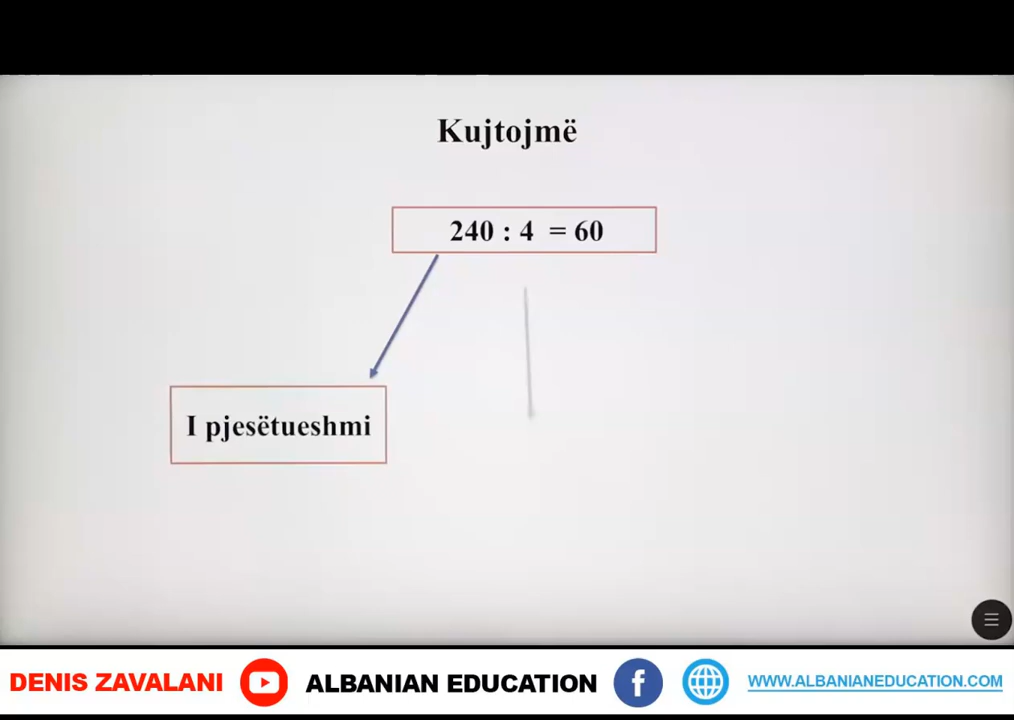 Kujtojmë
240 : 4 = 60
I pjesëtueshmi
DENIS ZAVALANI ALBANIAN EDUCATION WWW.ALBANIANEDUCATION.COM